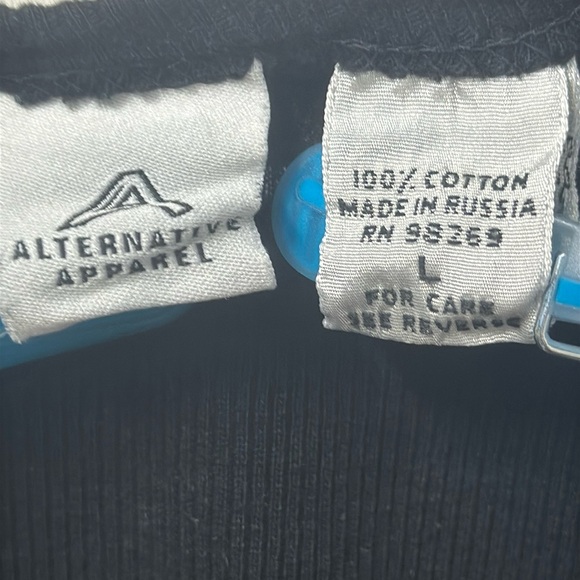 ALTERNATIVE
APPAREL
100% COTTON
MADE IN RUSSIA
RN 98269
L
FOR CARE
SEE REVERSE